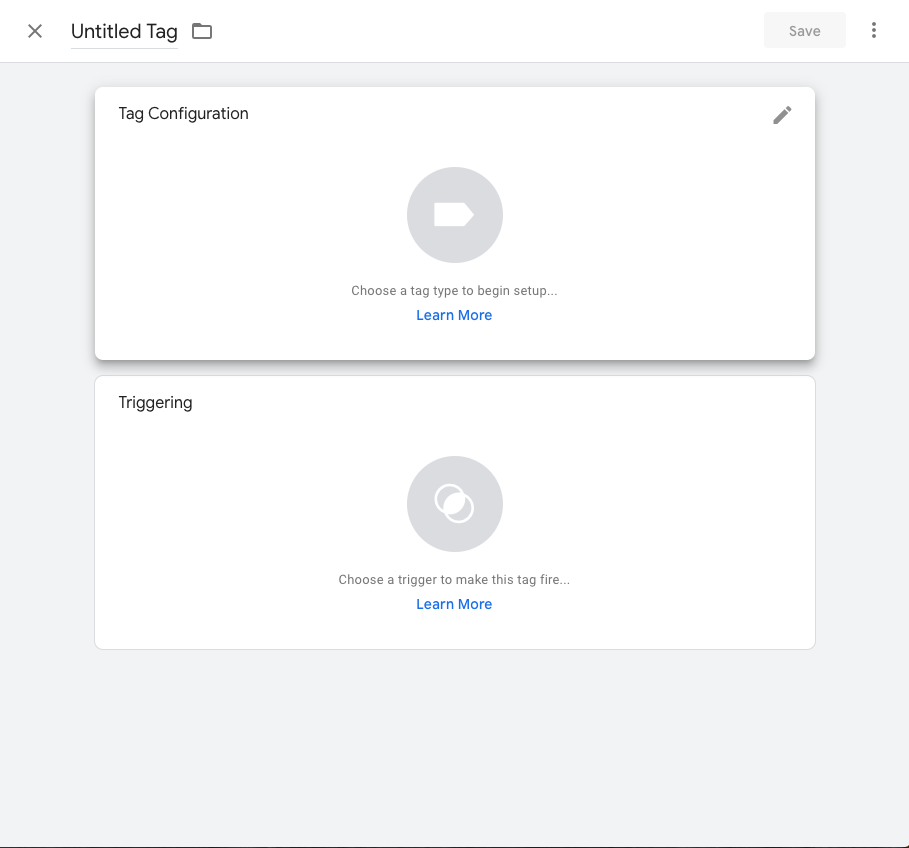 Untitled Tag
Save
Tag Configuration
Choose a tag type to begin setup...
Learn More
Triggering
Choose a trigger to make this tag fire...
Learn More